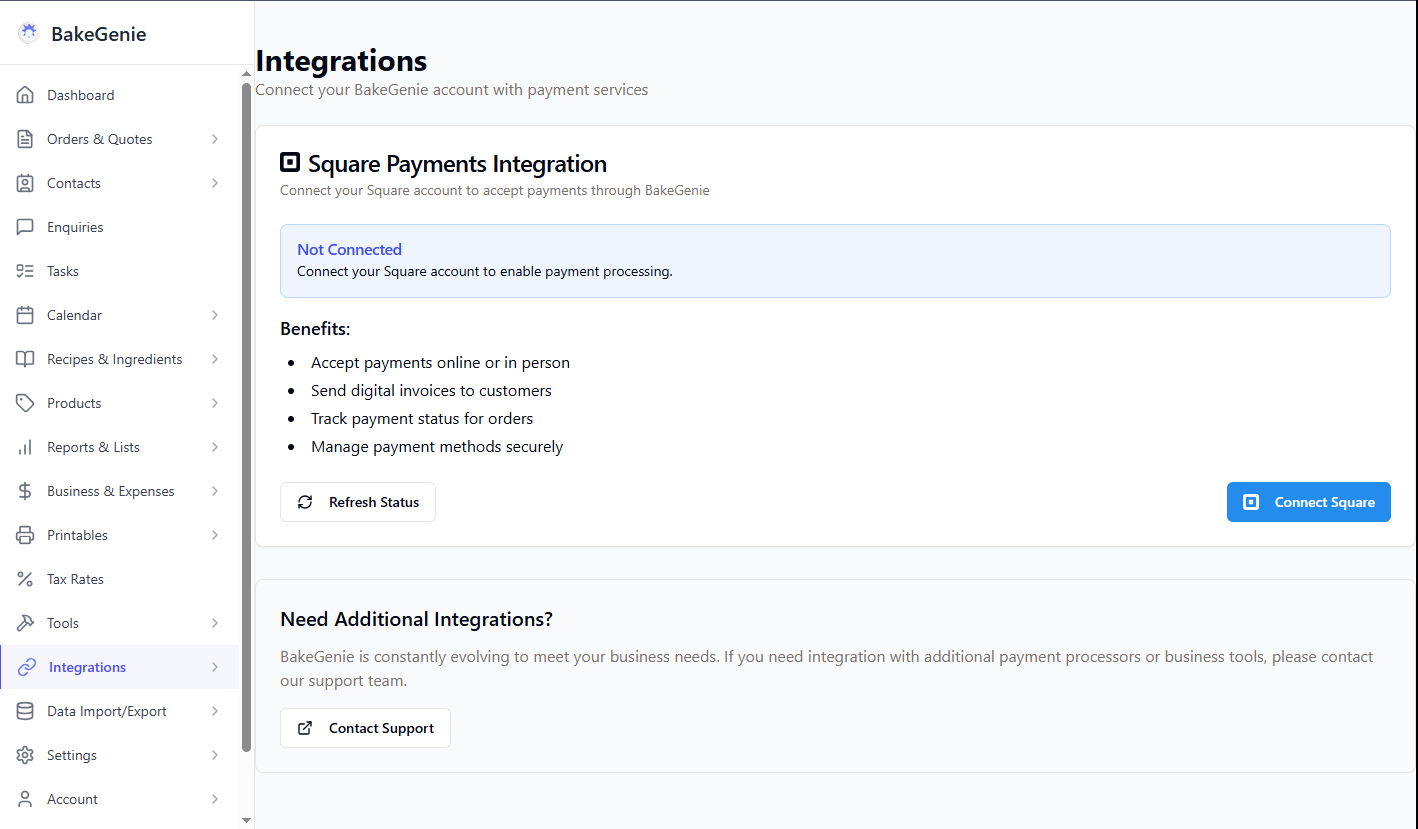 BakeGenie
Dashboard
Orders & Quotes
Contacts
Enquiries
Tasks
Calendar
Recipes & Ingredients
Products
Reports & Lists
Business & Expenses
Printables
Tax Rates
Tools
Integrations
Data Import/Export
Settings
Account
Integrations
Connect your BakeGenie account with payment services
Square Payments Integration
Connect your Square account to accept payments through BakeGenie
Not Connected
Connect your Square account to enable payment processing.
Benefits:
Accept payments online or in person
Send digital invoices to customers
Track payment status for orders
Manage payment methods securely
Refresh Status
Connect Square
Need Additional Integrations?
BakeGenie is constantly evolving to meet your business needs. If you need integration with additional payment processors or business tools, please contact
our support team.
Contact Support